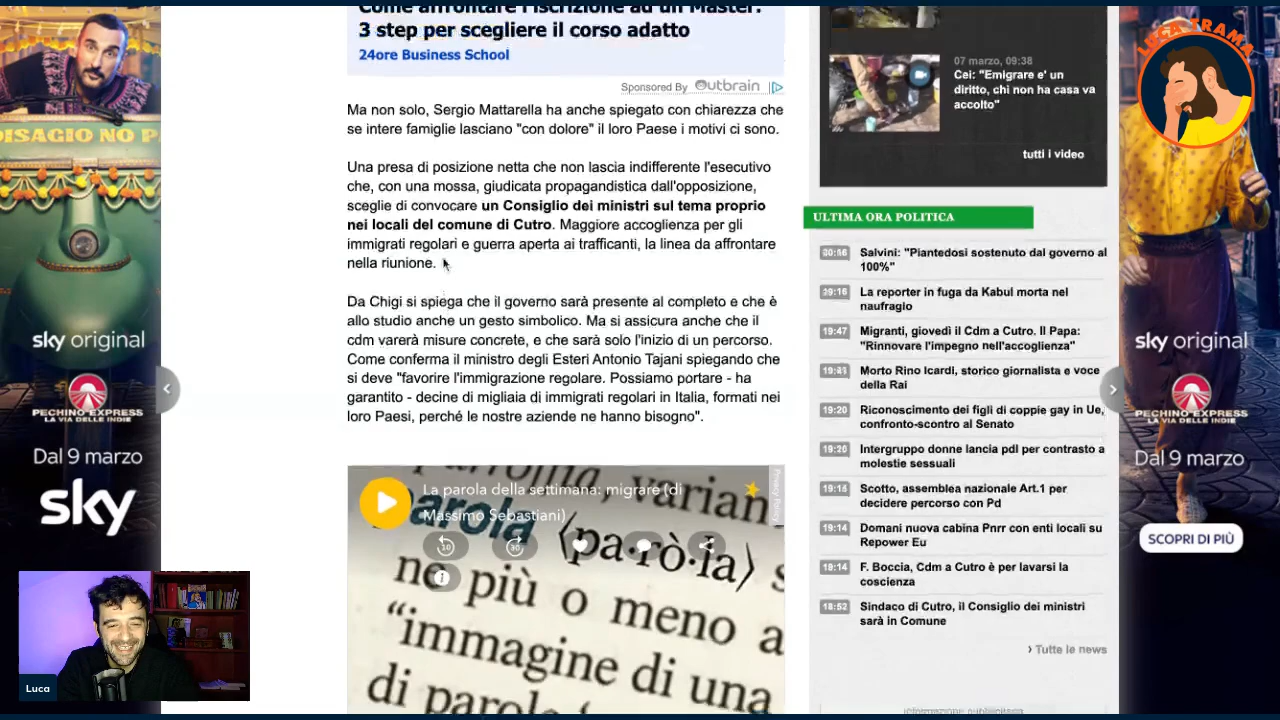 Come affrontare l'iscrizione ad un Master:
3 step per scegliere il corso adatto
24ore Business School
Sponsored By Outbrain
Ma non solo, Sergio Mattarella ha anche spiegato con chiarezza che
se intere famiglie lasciano "con dolore" il loro Paese i motivi ci sono.
Una presa di posizione netta che non lascia indifferente l'esecutivo
che, con una mossa, giudicata propagandistica dall'opposizione,
sceglie di convocare un Consiglio dei ministri sul tema proprio
nei locali del comune di Cutro. Maggiore accoglienza per gli
immigrati regolari e guerra aperta ai trafficanti, la linea da affrontare
nella riunione.
Da Chigi si spiega che il governo sarà presente al completo e che è
allo studio anche un gesto simbolico. Ma si assicura anche che il
cdm varerà misure concrete, e che sarà solo l'inizio di un percorso.
Come conferma il ministro degli Esteri Antonio Tajani spiegando che
si deve "favorire l'immigrazione regolare. Possiamo portare - ha
garantito - decine di migliaia di immigrati regolari in Italia, formati nei
loro Paesi, perché le nostre aziende ne hanno bisogno".
La parola della settimana: migrare (di
Massimo Sebastiani)
Privacy Policy
10
30
varian
⟨pa·rò·la⟩ s
ne più o meno a
“immagine di una
di parole
07 marzo, 09:38
Cei: "Emigrare e' un
diritto, chi non ha casa va
accolto"
tutti i video
ULTIMA ORA POLITICA
Salvini: "Piantedosi sostenuto dal governo al
100%"
La reporter in fuga da Kabul morta nel
naufragio
19:47 Migranti, giovedì il Cdm a Cutro. Il Papa:
"Rinnovare l'impegno nell'accoglienza"
Morto Rino Icardi, storico giornalista e voce
della Rai
19:20 Riconoscimento dei figli di coppie gay in Ue,
confronto-scontro al Senato
Intergruppo donne lancia pdl per contrasto a
molestie sessuali
Scotto, assemblea nazionale Art.1 per
decidere percorso con Pd
19:14 Domani nuova cabina Pnrr con enti locali su
Repower Eu
F. Boccia, Cdm a Cutro è per lavarsi la
coscienza
18:52 Sindaco di Cutro, il Consiglio dei ministri
sarà in Comune
› Tutte le news
DISAGIO NO P
sky original
PECHINO EXPRESS
LA VIA DELLE INDIE
Dal 9 marzo
sky
Luca
LUCA TRAMA
sky original
PECHINO EXPRESS
LA VIA DELLE INDIE
Dal 9 marzo
SCOPRI DI PIÙ